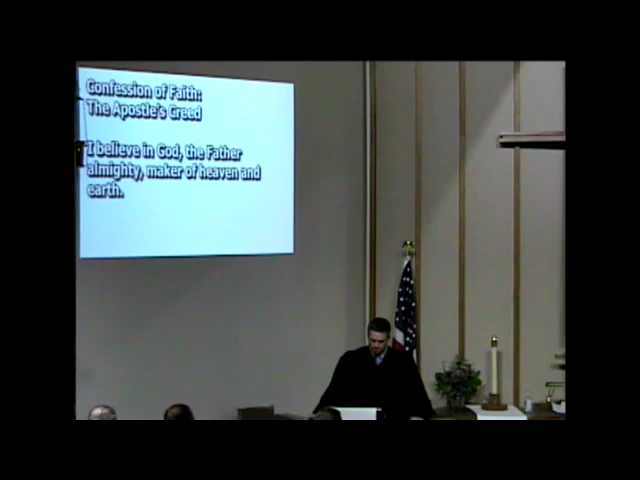 Confession of Faith:
The Apostle's Creed
I believe in God, the Father
almighty, maker of heaven and
earth.